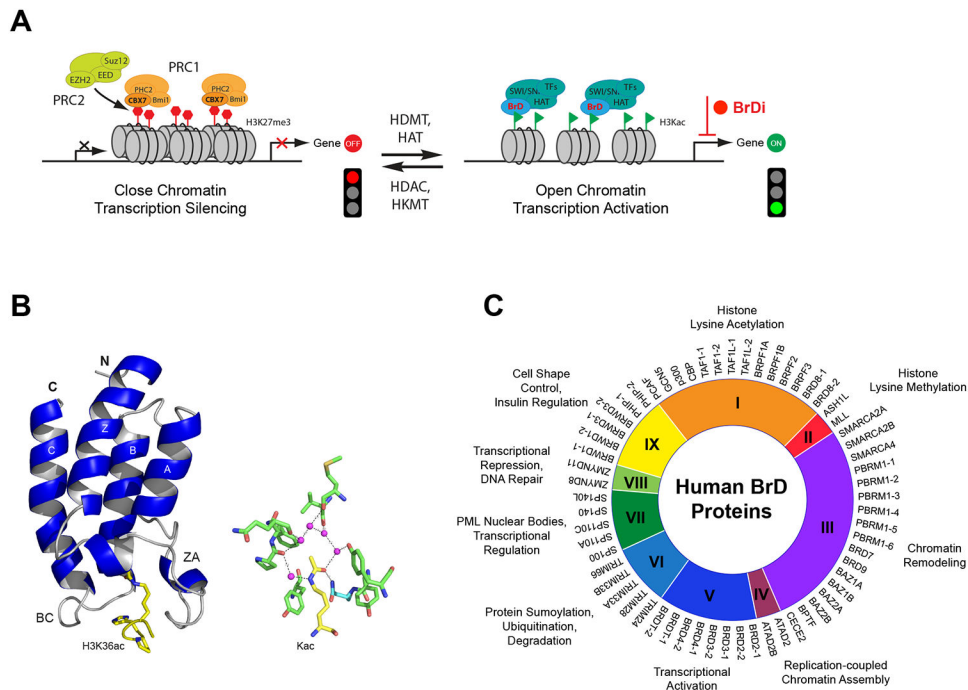 A
Suz12
EZH2
EED
PRC2
PRC1
PHC2
CBX7
Bmi1
PHC2
CBX7
Bmi1
H3K27me3
Gene
OFF
Close Chromatin
Transcription Silencing
HDMT,
HAT
HDAC,
HKMT
SWI/SN,
TFs
BrD
HAT
SWI/SN,
TFs
BrD
HAT
H3Kac
BrDi
Gene
ON
Open Chromatin
Transcription Activation
B
N
C
Z
C
B
A
ZA
BC
H3K36ac
Kac
C
Histone
Lysine Acetylation
Histone
Lysine Methylation
Chromatin
Remodeling
Replication-coupled
Chromatin Assembly
Transcriptional
Activation
Protein Sumoylation,
Ubiquitination,
Degradation
PML Nuclear Bodies,
Transcriptional
Regulation
Transcriptional
Repression,
DNA Repair
Cell Shape
Control,
Insulin Regulation
Human BrD
Proteins
I
II
III
IV
V
VI
VII
VIII
IX
PCAF
GCN5
p300
CBP
TAF1-1
TAF1-2
TAF1L-1
TAF1L-2
BRPF1A
BRPF1B
BRPF2
BRPF3
BRD8-1
BRD8-2
ASH1L
MLL
SMARCA2A
SMARCA2B
SMARCA4
PBRM1-1
PBRM1-2
PBRM1-3
PBRM1-4
PBRM1-5
PBRM1-6
BRD7
BRD9
BAZ1A
BAZ1B
BAZ2A
BAZ2B
BPTF
CECE2
ATAD2
ATAD2B
BRD2-1
BRD2-2
BRD3-1
BRD3-2
BRD4-1
BRD4-2
BRDT-1
BRDT-2
TRIM24
TRIM28
TRIM33A
TRIM33B
TRIM66
SP100
SP110A
SP110C
SP140
SP140L
ZMYND8
ZMYND11
BRWD1-1
BRWD1-2
BRWD3-1
BRWD3-2
PHIP-1
PHIP-2